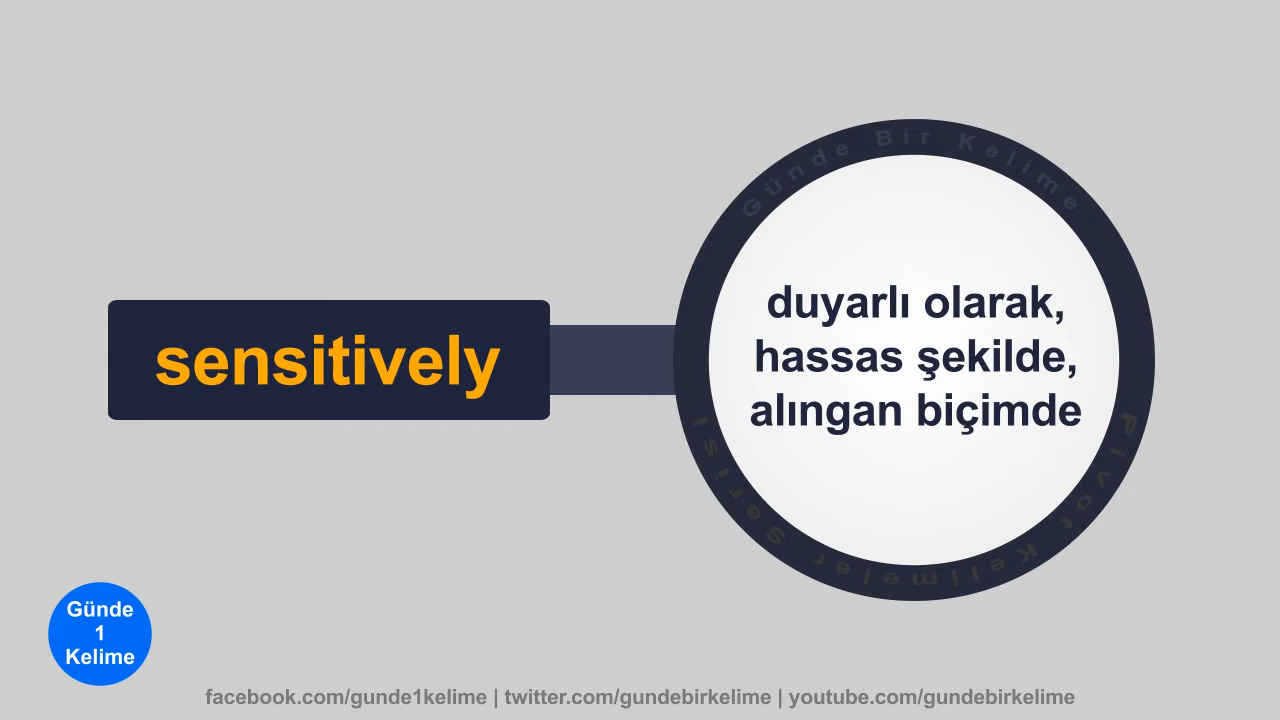 Günde Bir Kelime
sensitively
duyarlı olarak,
hassas şekilde,
alıngan biçimde
Pivot Kelimeler Serisi
Günde
1
Kelime
facebook.com/gunde1kelime | twitter.com/gundebirkelime | youtube.com/gundebirkelime